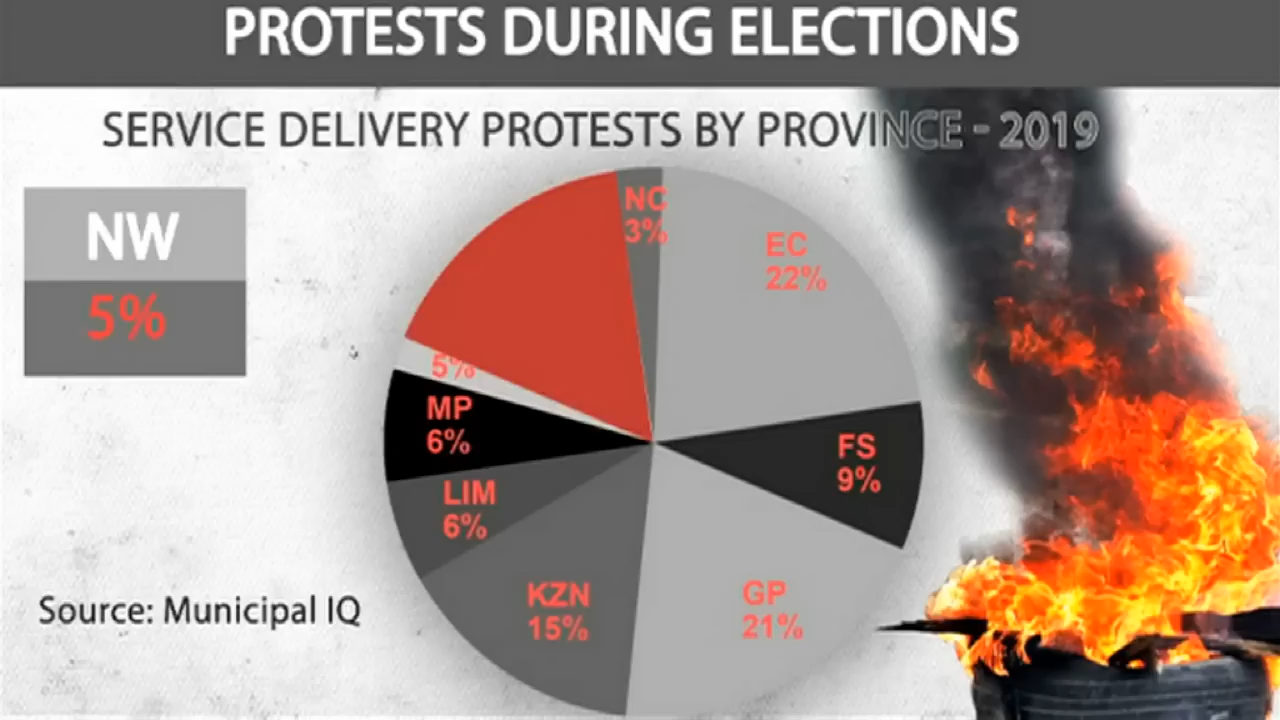 PROTESTS DURING ELECTIONS
SERVICE DELIVERY PROTESTS BY PROVINCE - 2019
NW
5%
NC
3%
EC
22%
5%
MP
6%
FS
9%
LIM
6%
KZN
15%
GP
21%
Source: Municipal IQ